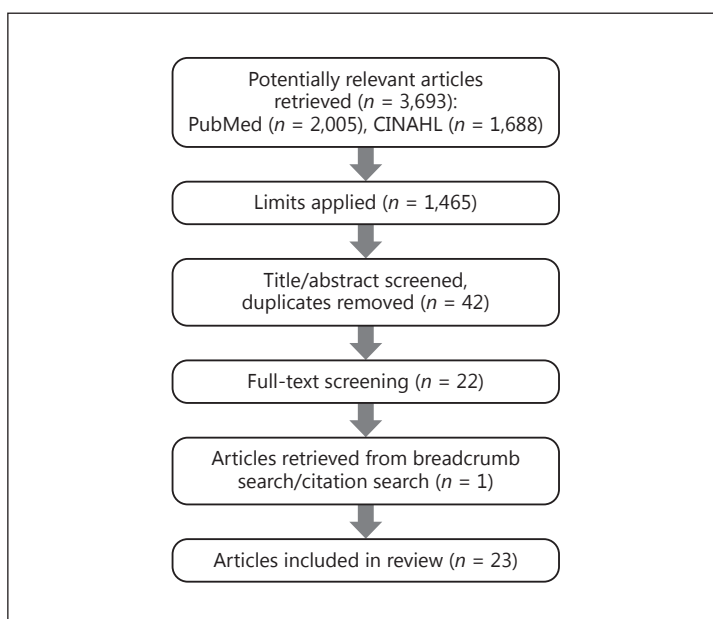 Potentially relevant articles
retrieved (n = 3,693):
PubMed (n = 2,005), CINAHL (n = 1,688)
Limits applied (n = 1,465)
Title/abstract screened,
duplicates removed (n = 42)
Full-text screening (n = 22)
Articles retrieved from breadcrumb
search/citation search (n = 1)
Articles included in review (n = 23)